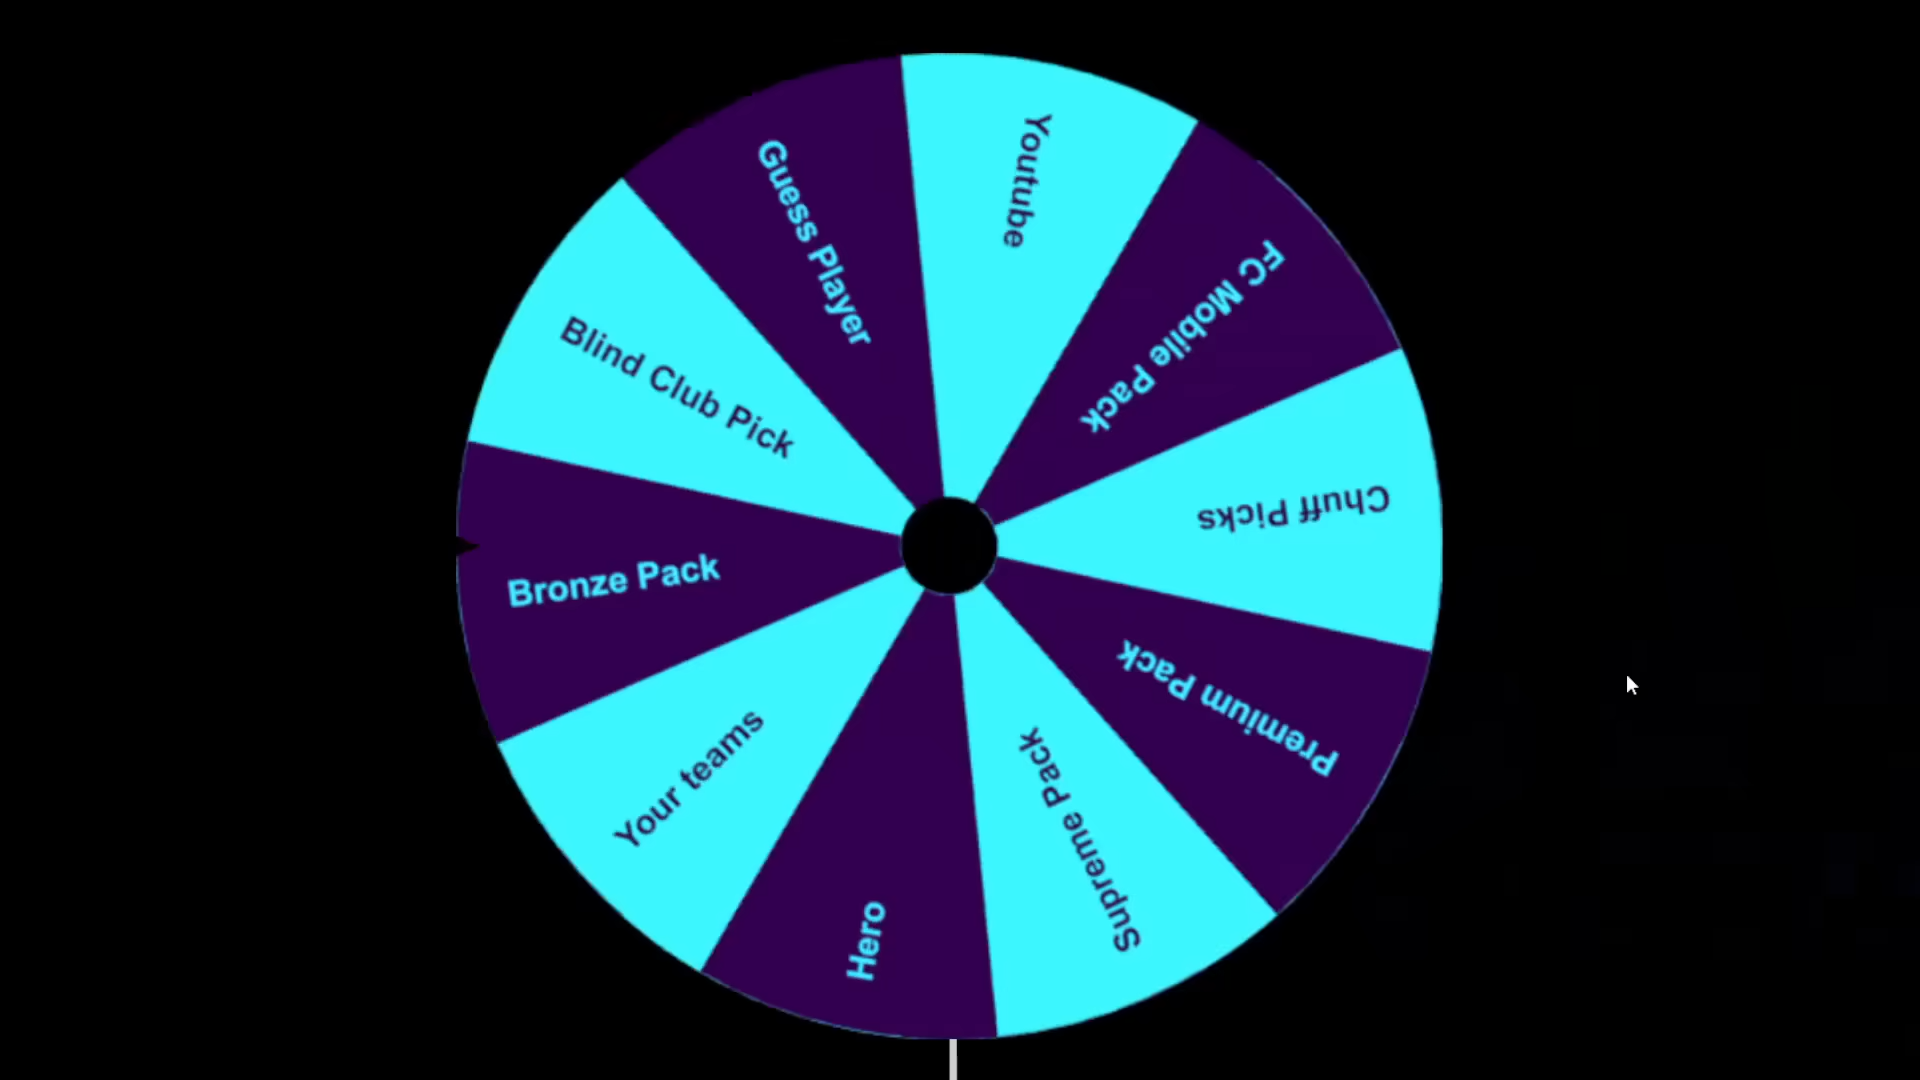 Youtube
FC Mobile Pack
Chuff Picks
Premium Pack
Supreme Pack
Hero
Your teams
Bronze Pack
Blind Club Pick
Guess Player